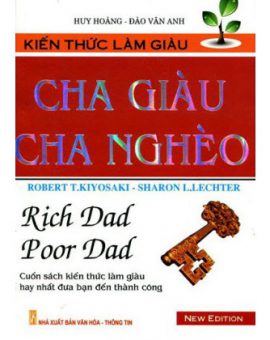 HUY HOÀNG - ĐÀO VÂN ANH
KIẾN THỨC LÀM GIÀU
CHA GIÀU
CHA NGHÈO
ROBERT T.KIYOSAKI - SHARON L.LECHTER
Rich Dad
Poor Dad
Cuốn sách kiến thức làm giàu
hay nhất đưa bạn đến thành công
NHÀ XUẤT BẢN VĂN HÓA - THÔNG TIN
NEW EDITION